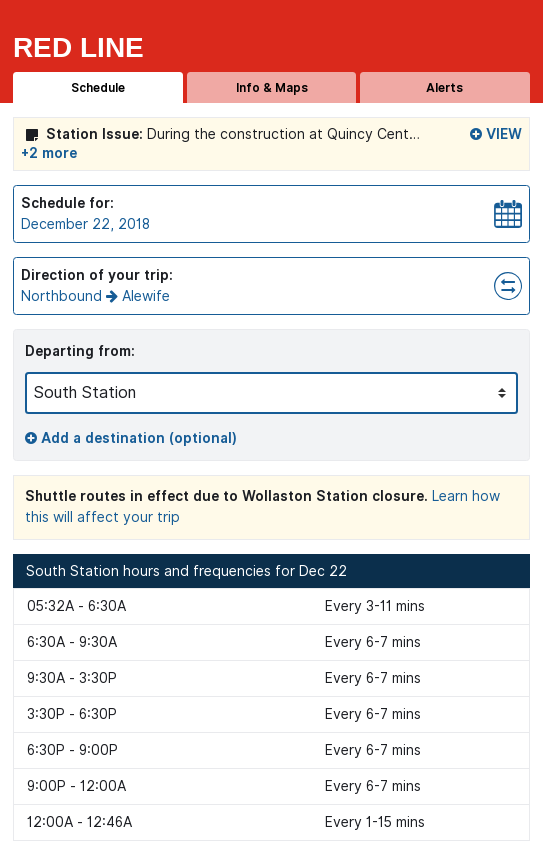 RED LINE
Schedule
Info & Maps
Alerts
Station Issue: During the construction at Quincy Cent... VIEW
+2 more
Schedule for:
December 22, 2018
Direction of your trip:
Northbound → Alewife
Departing from:
South Station
Add a destination (optional)
Shuttle routes in effect due to Wollaston Station closure. Learn how
this will affect your trip
South Station hours and frequencies for Dec 22
05:32A - 6:30A Every 3-11 mins
6:30A - 9:30A Every 6-7 mins
9:30A - 3:30P Every 6-7 mins
3:30P - 6:30P Every 6-7 mins
6:30P - 9:00P Every 6-7 mins
9:00P - 12:00A Every 6-7 mins
12:00A - 12:46A Every 1-15 mins